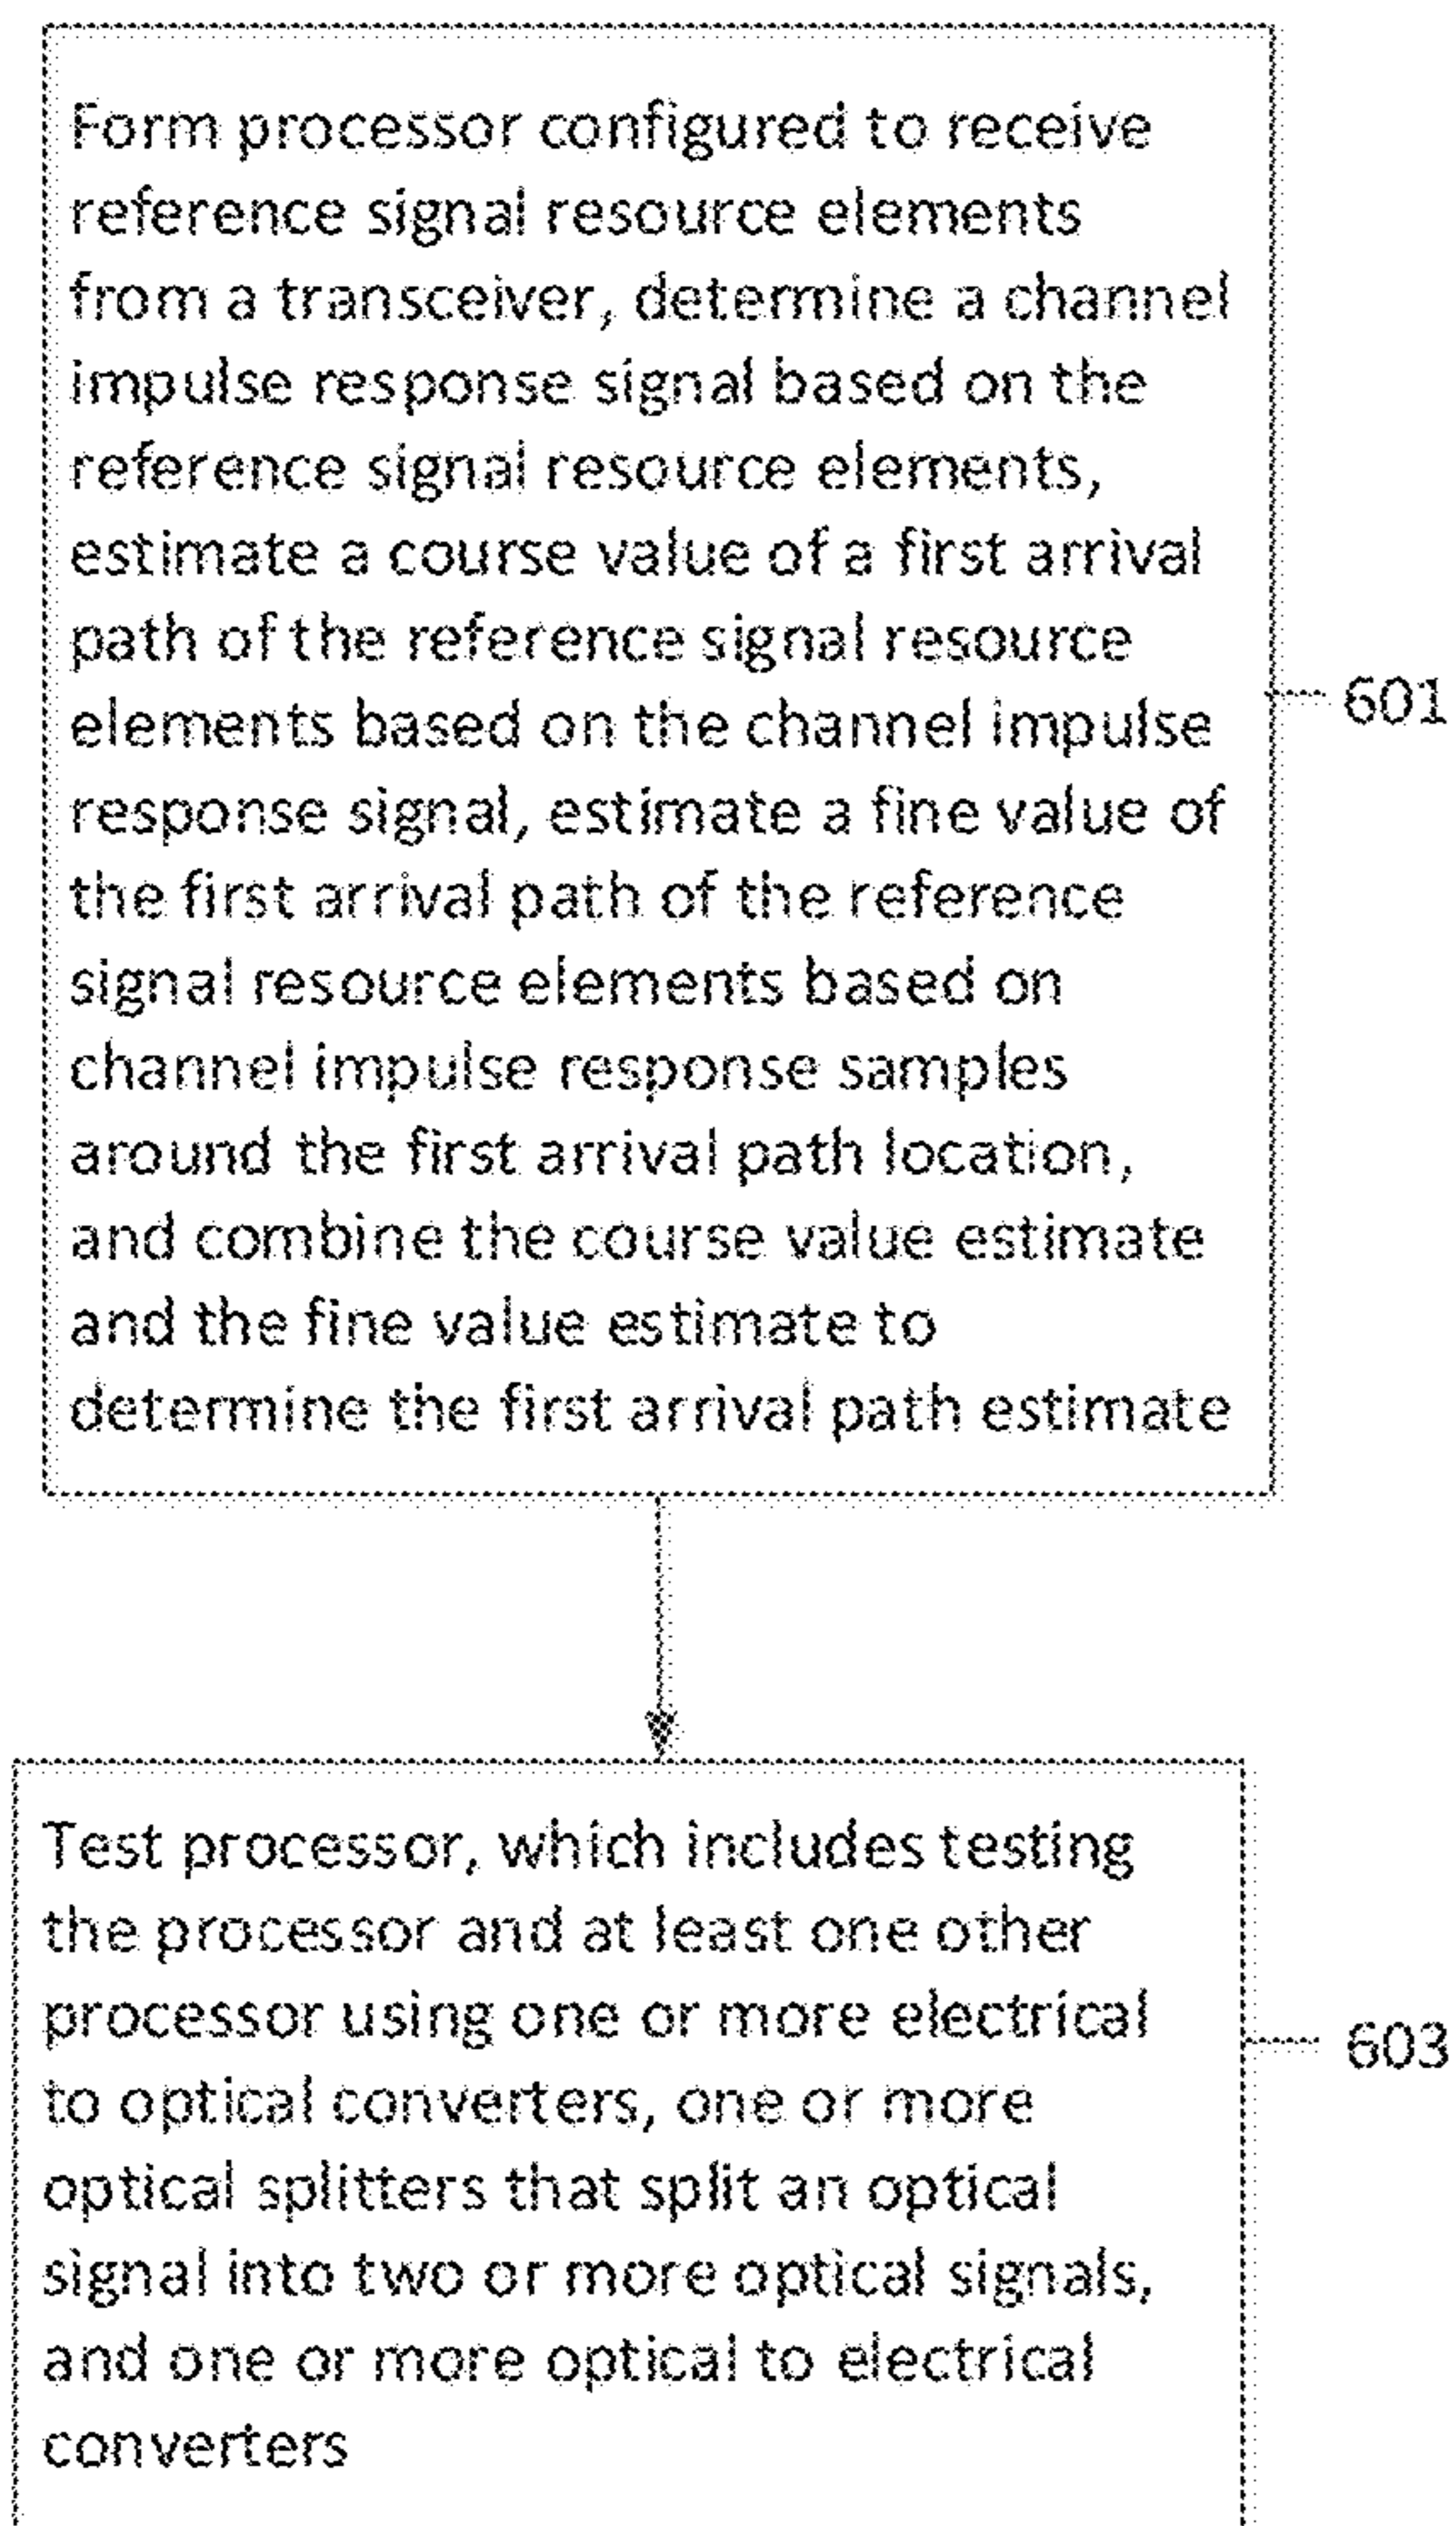 Form processor configured to receive
reference signal resource elements
from a transceiver, determine a channel
impulse response signal based on the
reference signal resource elements,
estimate a course value of a first arrival
path of the reference signal resource
elements based on the channel impulse
response signal, estimate a fine value of
the first arrival path of the reference
signal resource elements based on
channel impulse response samples
around the first arrival path location,
and combine the course value estimate
and the fine value estimate to
determine the first arrival path estimate
601
Test processor, which includes testing
the processor and at least one other
processor using one or more electrical
to optical converters, one or more
optical splitters that split an optical
signal into two or more optical signals,
and one or more optical to electrical
converters
603